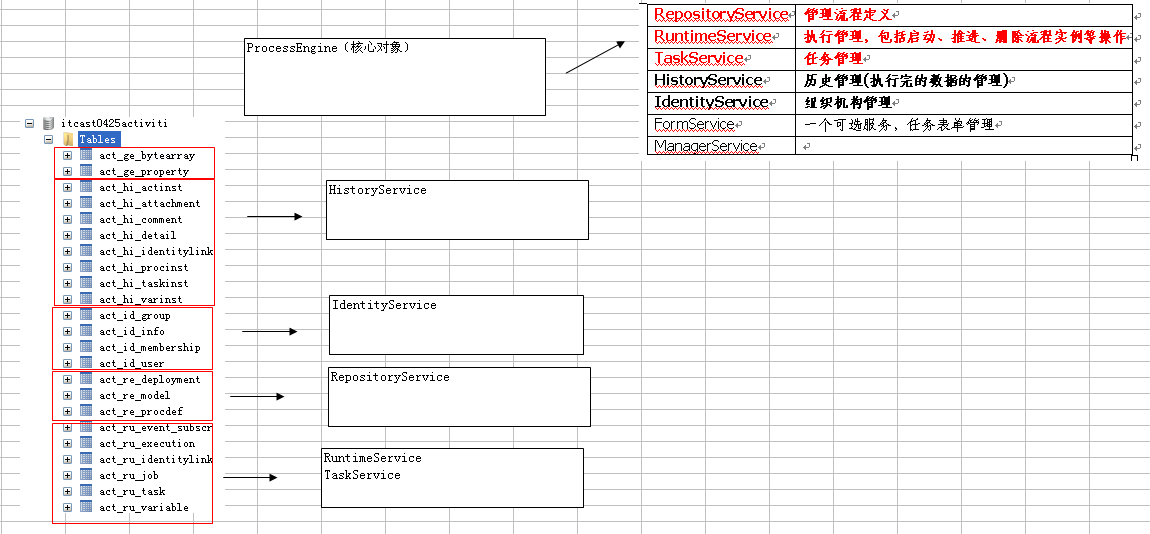 ProcessEngine（核心对象）
RepositoryService 管理流程定义
RuntimeService 执行管理，包括启动、推进、删除流程实例等操作
TaskService 任务管理
HistoryService 历史管理(执行完的数据的管理)
IdentityService 组织机构管理
FormService 一个可选服务，任务表单管理
ManagerService
itcast0425activiti
Tables
act_ge_bytearray
act_ge_property
act_hi_actinst
act_hi_attachment
act_hi_comment
act_hi_detail
act_hi_identitylink
act_hi_procinst
act_hi_taskinst
act_hi_varinst
HistoryService
act_id_group
act_id_info
act_id_membership
act_id_user
IdentityService
act_re_deployment
act_re_model
act_re_procdef
RepositoryService
act_ru_event_subscr
act_ru_execution
act_ru_identitylink
act_ru_job
act_ru_task
act_ru_variable
RuntimeService
TaskService